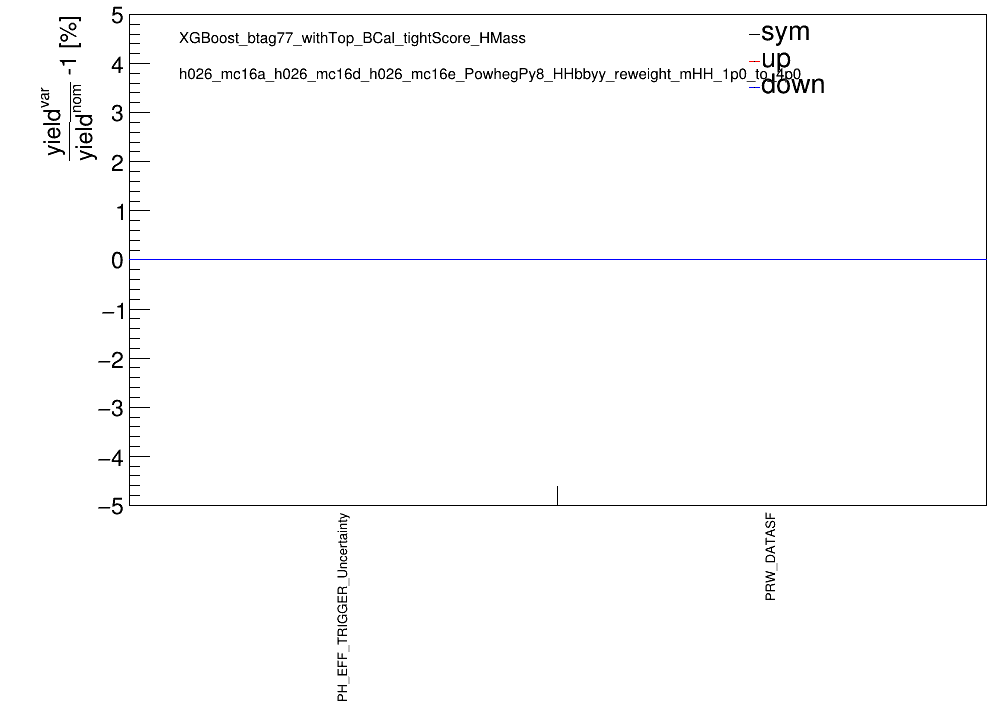 yield^var
yield^nom
-1 [%]
5
4
3
2
1
0
−1
−2
−3
−4
−5
XGBoost_btag77_withTop_BCal_tightScore_HMass
h026_mc16a_h026_mc16d_h026_mc16e_PowhegPy8_HHbbyy_reweight_mHH_1p0_to_4p0
sym
up
down
PH_EFF_TRIGGER_Uncertainty
PRW_DATASF